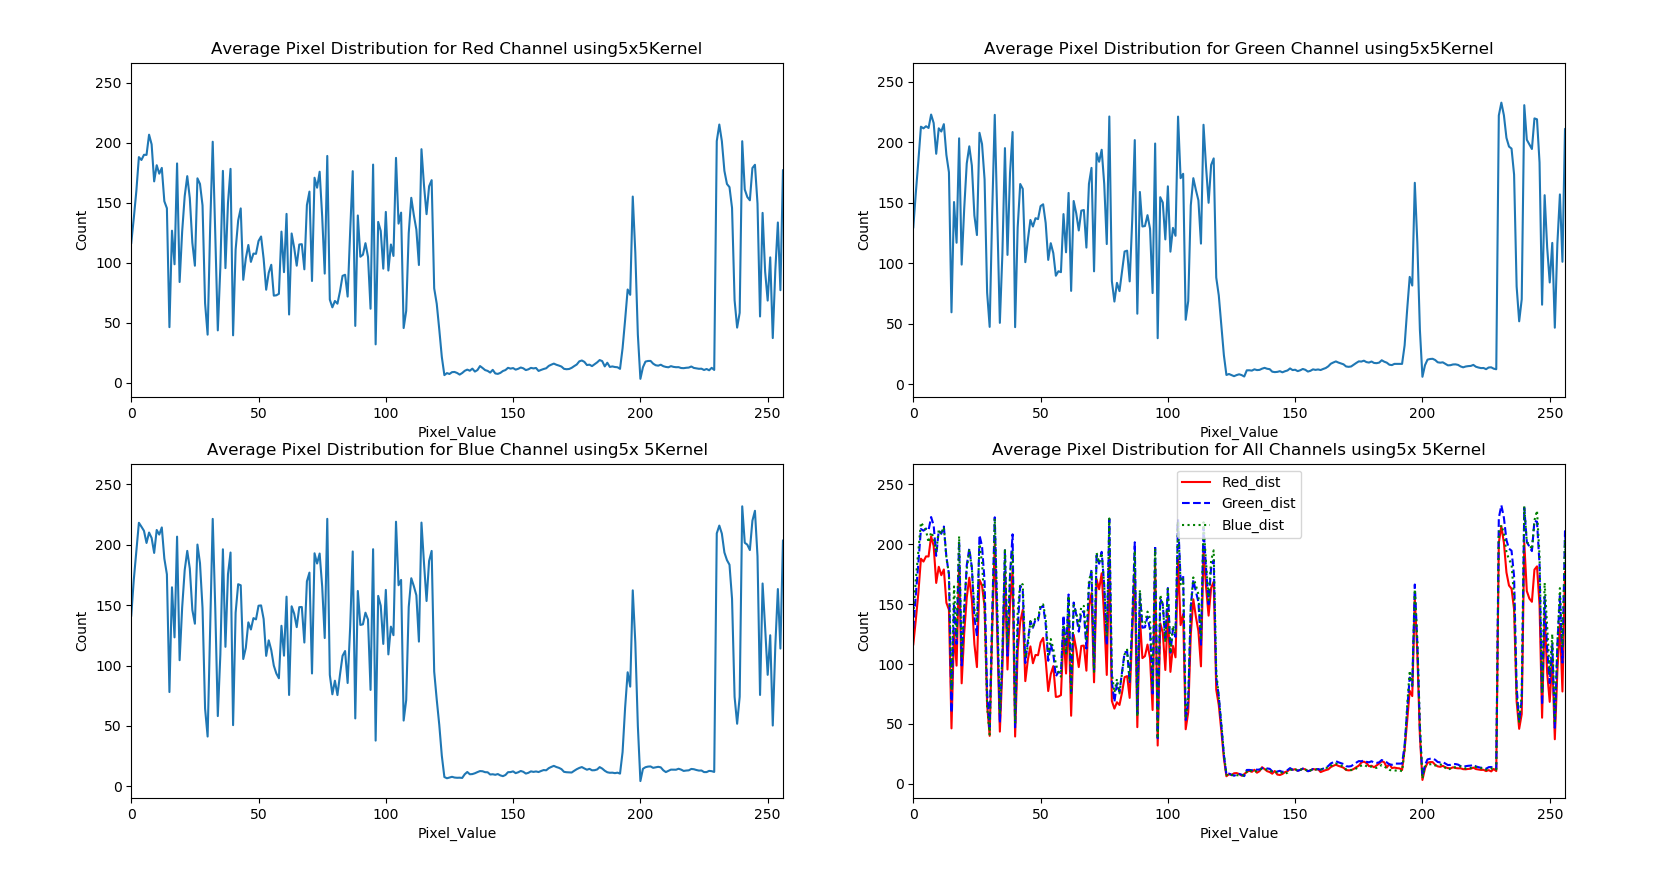 Average Pixel Distribution for Red Channel using5x5Kernel
250
200
150
100
50
0
Count
0 50 100 150 200 250
Pixel_Value
Average Pixel Distribution for Green Channel using5x5Kernel
250
200
150
100
50
0
Count
0 50 100 150 200 250
Pixel_Value
Average Pixel Distribution for Blue Channel using5x 5Kernel
250
200
150
100
50
0
Count
0 50 100 150 200 250
Pixel_Value
Average Pixel Distribution for All Channels using5x 5Kernel
Red_dist
Green_dist
Blue_dist
250
200
150
100
50
0
Count
0 50 100 150 200 250
Pixel_Value